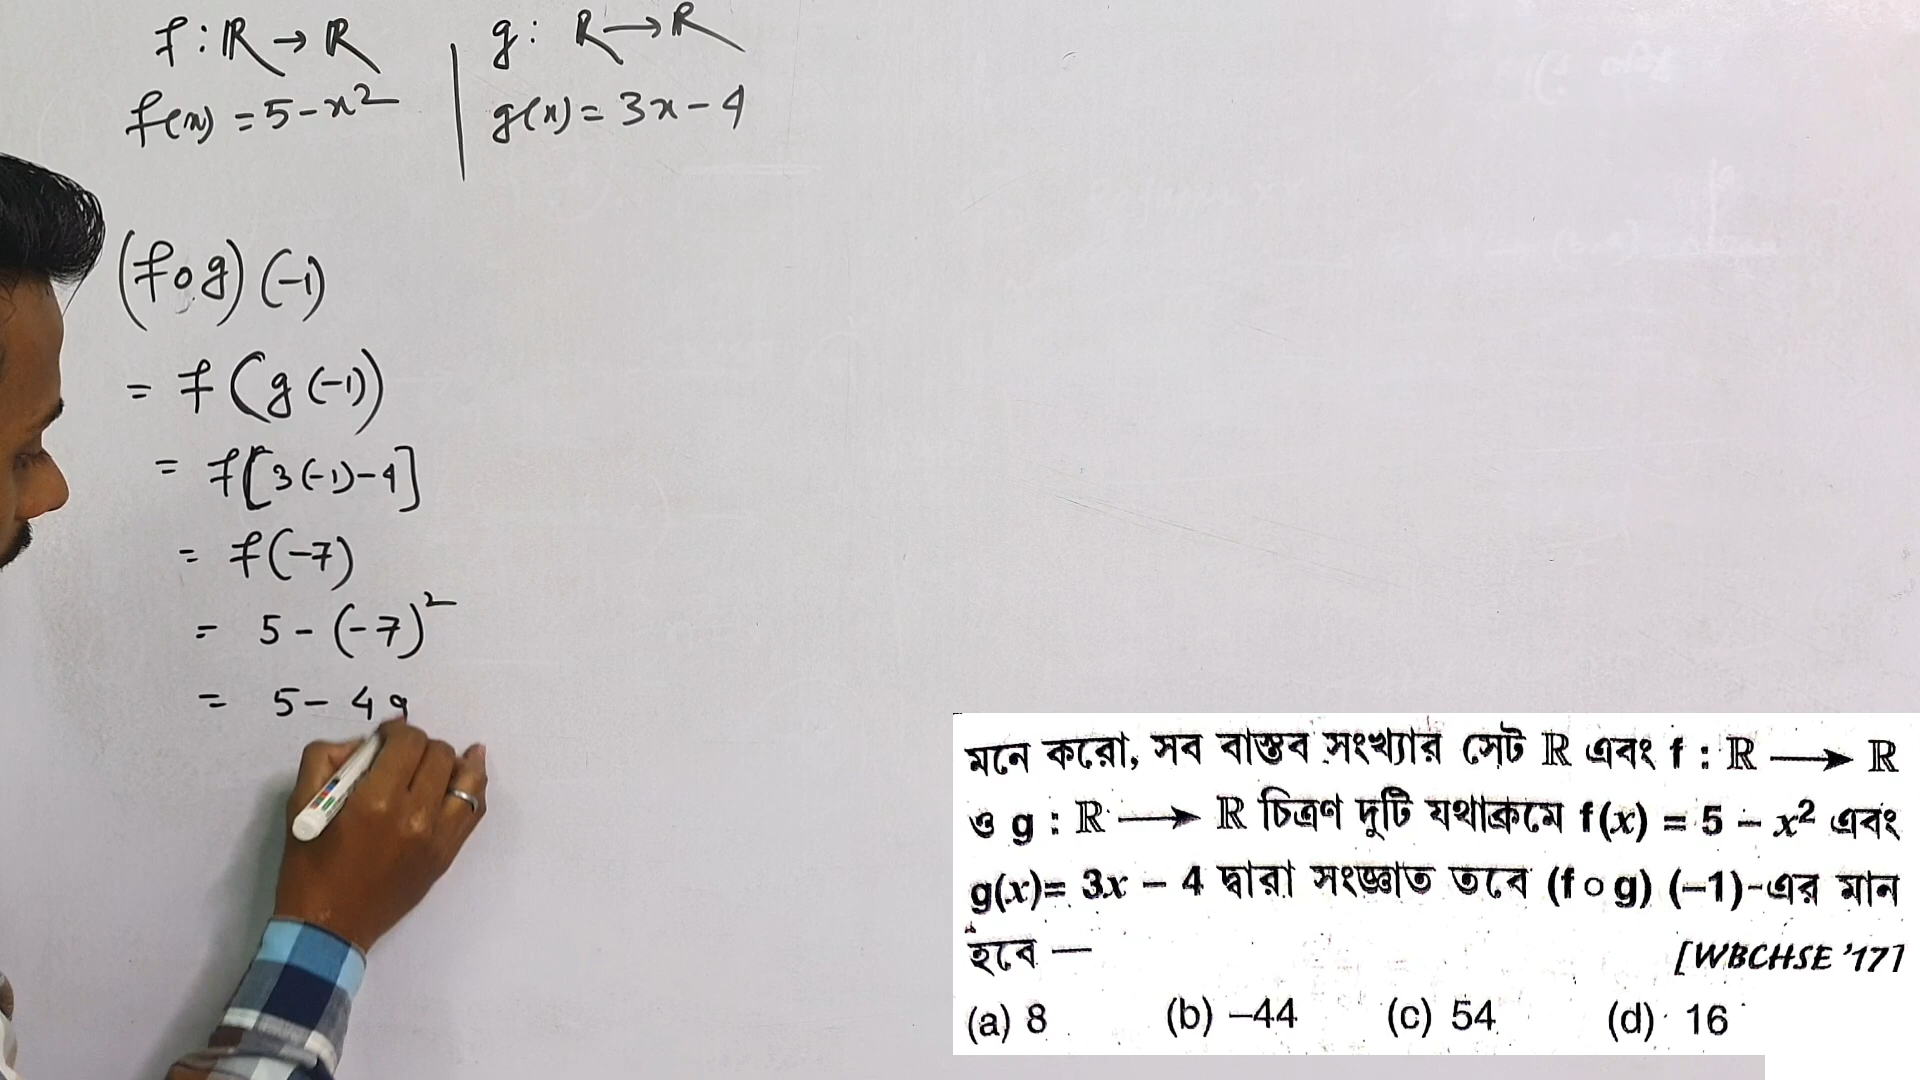 f : ℝ → ℝ
f(x) = 5 - x²
g : ℝ → ℝ
g(x) = 3x - 4
(f o g) (-1)
= f (g (-1))
= f [3 (-1) - 4]
= f (-7)
= 5 - (-7)²
= 5 - 49
মনে করো, সব বাস্তব সংখ্যার সেট ℝ এবং f : ℝ ⟶ ℝ
ও g : ℝ ⟶ ℝ চিত্রণ দুটি যথাক্রমে f(x) = 5 – x² এবং
g(x)= 3x – 4 দ্বারা সংজ্ঞাত তবে (f o g) (–1)-এর মান
হবে —
[WBCHSE '17]
(a) 8 (b) –44 (c) 54 (d) 16